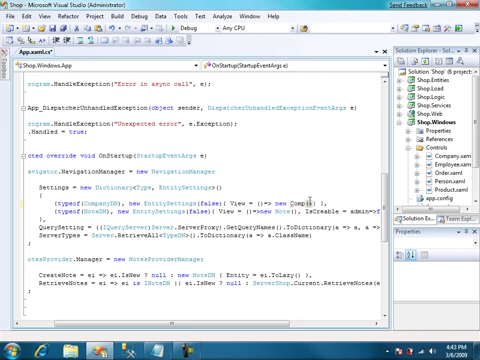 Shop - Microsoft Visual Studio (Administrator)
Send Feedback
File Edit View Refactor Project Build Debug Data Tools Test Analyze Window Help
Debug Any CPU
App.xaml.cs*
Shop.Windows.App
OnStartup(StartupEventArgs e)
rogram.HandleException("Error in async call", e);
App_DispatcherUnhandledException(object sender, DispatcherUnhandledExceptionEventArgs e)
rogram.HandleException("Unexpected error", e.Exception);
.Handled = true;
cted override void OnStartup(StartupEventArgs e)
avigator.Manager = new NavigationManager
Settings = new Dictionary<Type, EntitySettings>()
{
{typeof(CompanyDN), new EntitySettings(false){ View = ()=> new Comp
{typeof(NoteDN), new EntitySettings(false){ View = ()=>new Note(), IsCreable = admin=>f
},
QuerySetting = ((IQueryServer)Server.ServerProxy).GetQueryNames().ToDictionary(a => a, a =>
ServerTypes = Server.RetrieveAll<TypeDN>().ToDictionary(a => a.ClassName)
otesProvider.Manager = new NotesProviderManager
CreateNote = ei => ei.IsNew ? null : new NoteDN { Entity = ei.ToLazy() },
RetrieveNotes = ei => ei is INoteDN || ei.IsNew ? null : ServerShop.Current.RetrieveNotes(e
};
Toolbox
Solution Explorer - Shop.
Solution 'Shop' (6 projects)
Shop.Entities
Shop.Load
Shop.Logic
Shop.Services
Shop.Web
Shop.Windows
Properties
References
Controls
Company.xaml
Employee.xam
Order.xaml
Person.xaml
Product.xaml
app.config
Solution Expl...
Properties
4:43 PM
3/6/2009